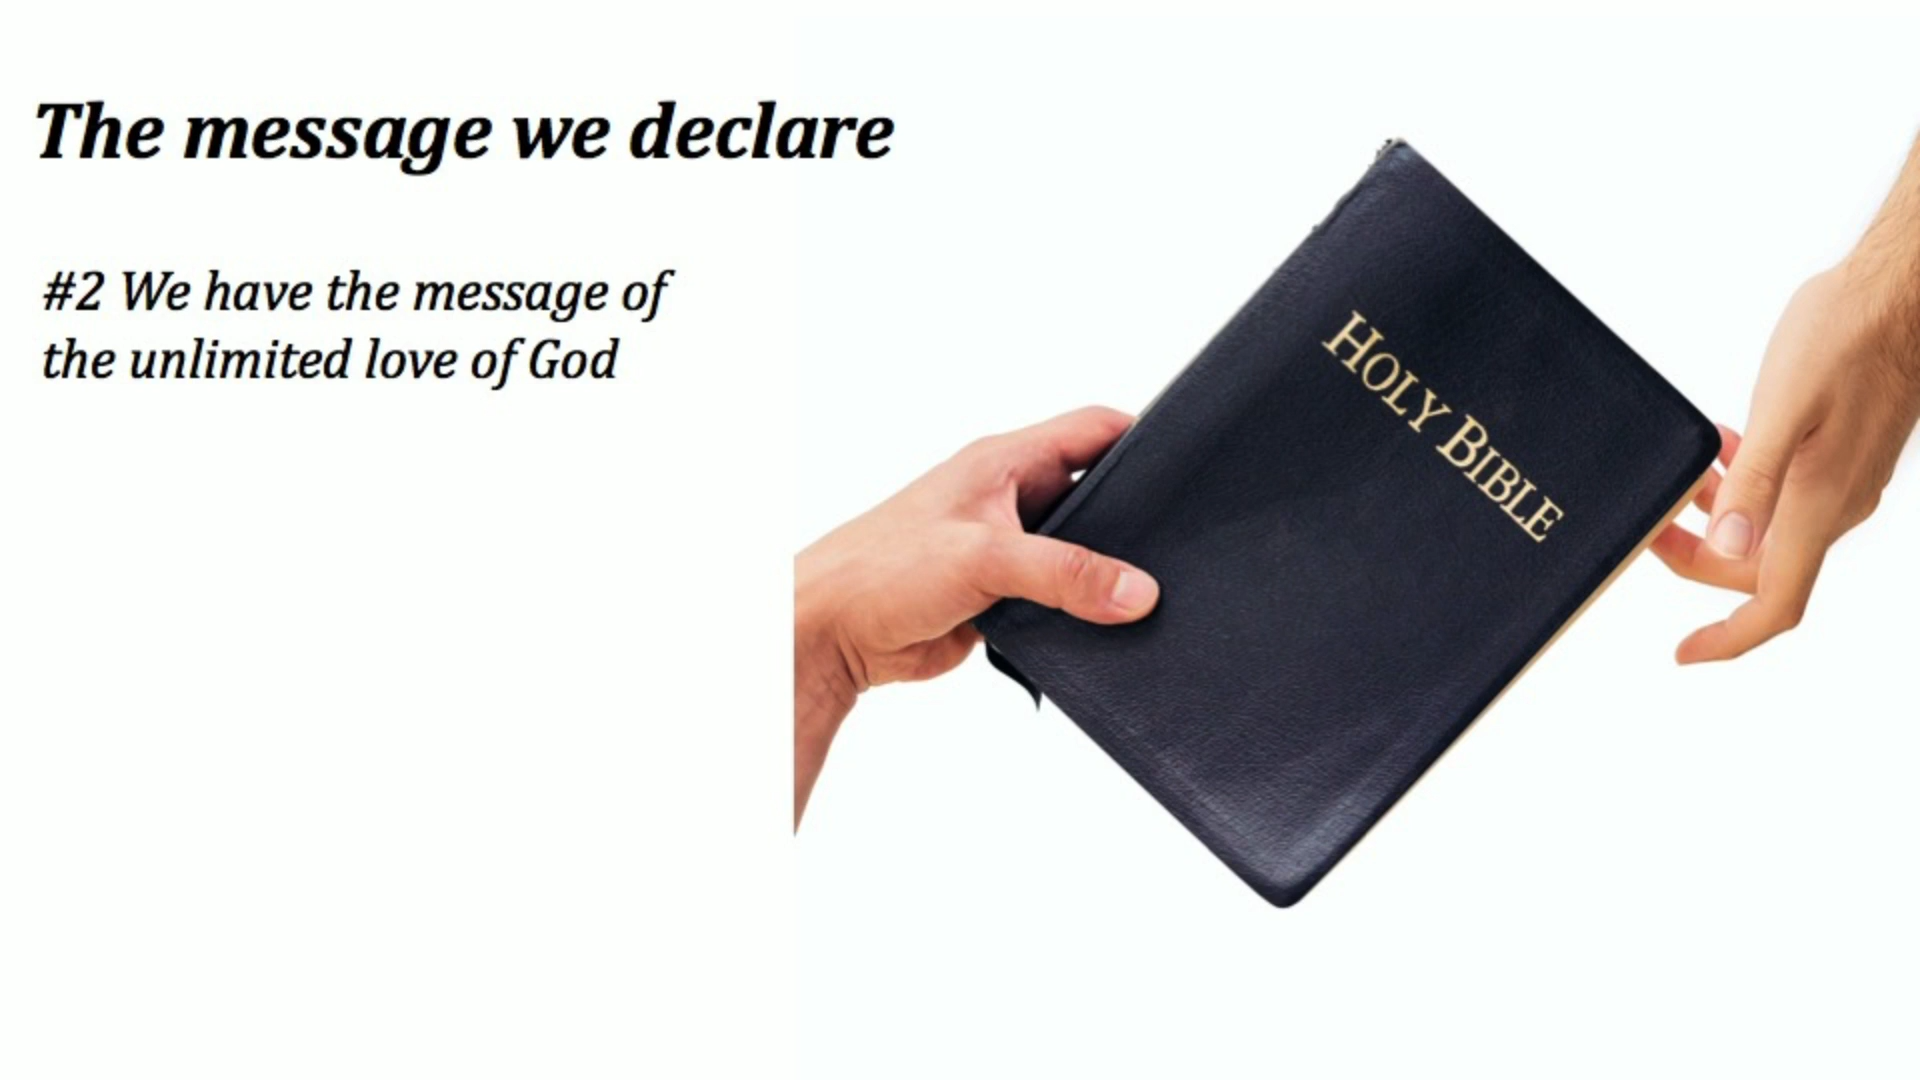 The message we declare
#2 We have the message of
the unlimited love of God
HOLY BIBLE